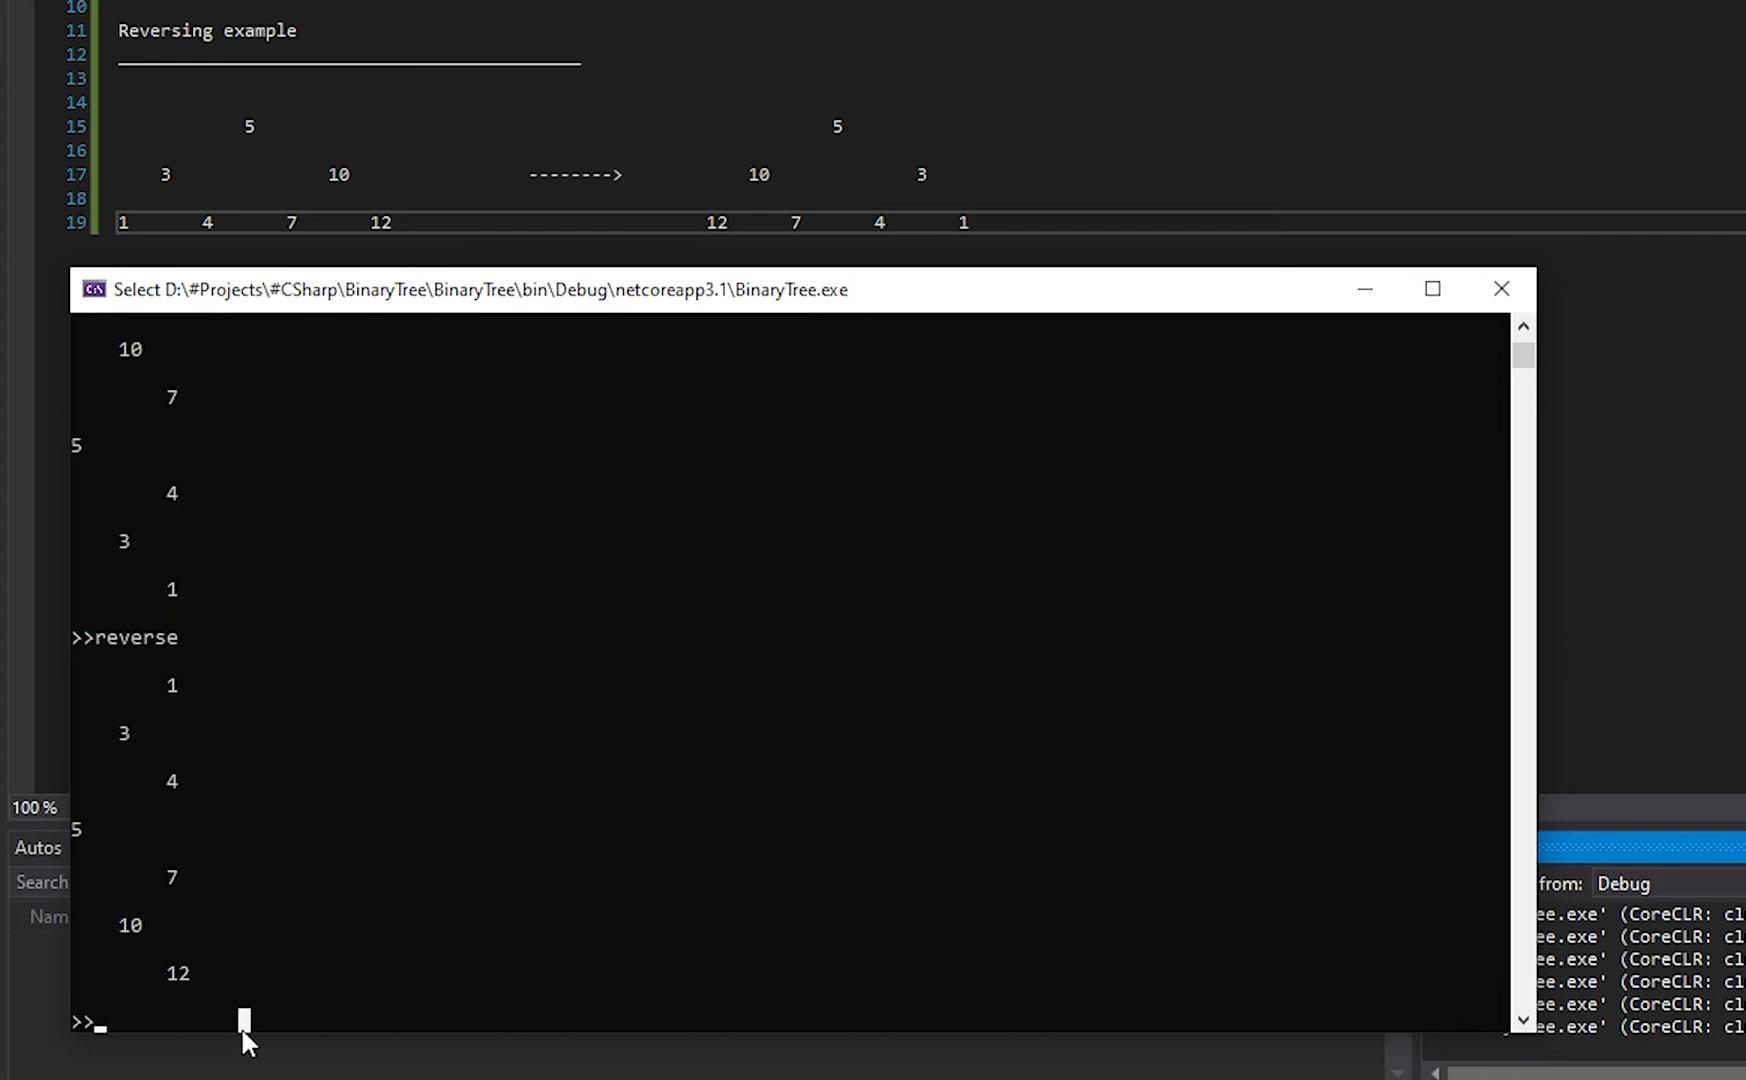 10
11 Reversing example
12
13
14
15 5 5
16
17 3 10 --------> 10 3
18
19 1 4 7 12 12 7 4 1
Select D:\#Projects\#CSharp\BinaryTree\BinaryTree\bin\Debug\netcoreapp3.1\BinaryTree.exe
10
7
5
4
3
1
>>reverse
1
3
4
5
7
10
12
>>
100 %
Autos
Search
Nam
from: Debug
ee.exe' (CoreCLR: cl
ee.exe' (CoreCLR: cl
ee.exe' (CoreCLR: cl
ee.exe' (CoreCLR: cl
ee.exe' (CoreCLR: cl
ee.exe' (CoreCLR: cl